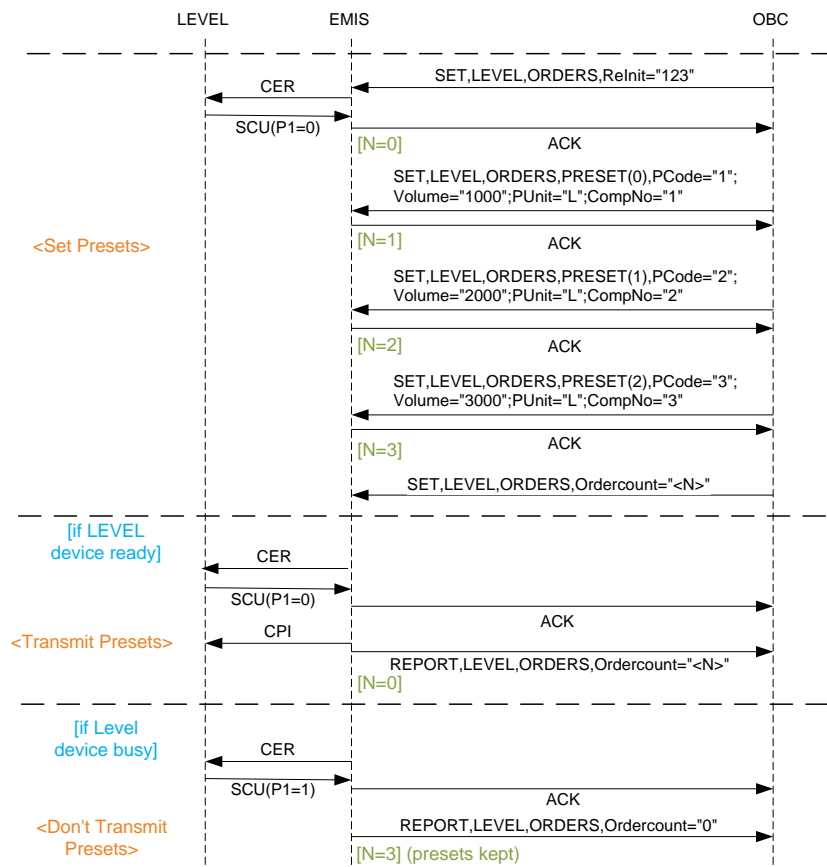 LEVEL EMIS OBC
SET,LEVEL,ORDERS,ReInit="123"
CER
SCU(P1=0)
[N=0] ACK
SET,LEVEL,ORDERS,PRESET(0),PCode="1";
Volume="1000";PUnit="L";CompNo="1"
<Set Presets>
[N=1] ACK
SET,LEVEL,ORDERS,PRESET(1),PCode="2";
Volume="2000";PUnit="L";CompNo="2"
[N=2] ACK
SET,LEVEL,ORDERS,PRESET(2),PCode="3";
Volume="3000";PUnit="L";CompNo="3"
[N=3] ACK
SET,LEVEL,ORDERS,Ordercount="<N>"
[if LEVEL
device ready]
CER
SCU(P1=0)
ACK
<Transmit Presets>
CPI
REPORT,LEVEL,ORDERS,Ordercount="<N>"
[N=0]
[if Level
device busy]
CER
SCU(P1=1)
ACK
<Don't Transmit
Presets>
REPORT,LEVEL,ORDERS,Ordercount="0"
[N=3] (presets kept)